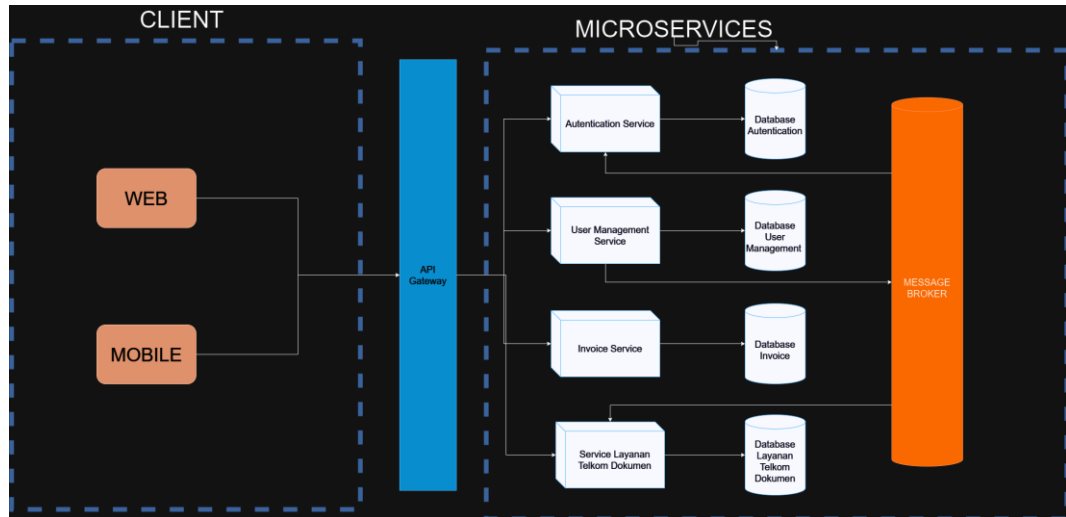 CLIENT
MICROSERVICES
WEB
MOBILE
API
Gateway
Autentication Service
Database
Autentication
User Management
Service
Database
User
Management
MESSAGE
BROKER
Invoice Service
Database
Invoice
Service Layanan
Telkom Dokumen
Database
Layanan
Telkom
Dokumen